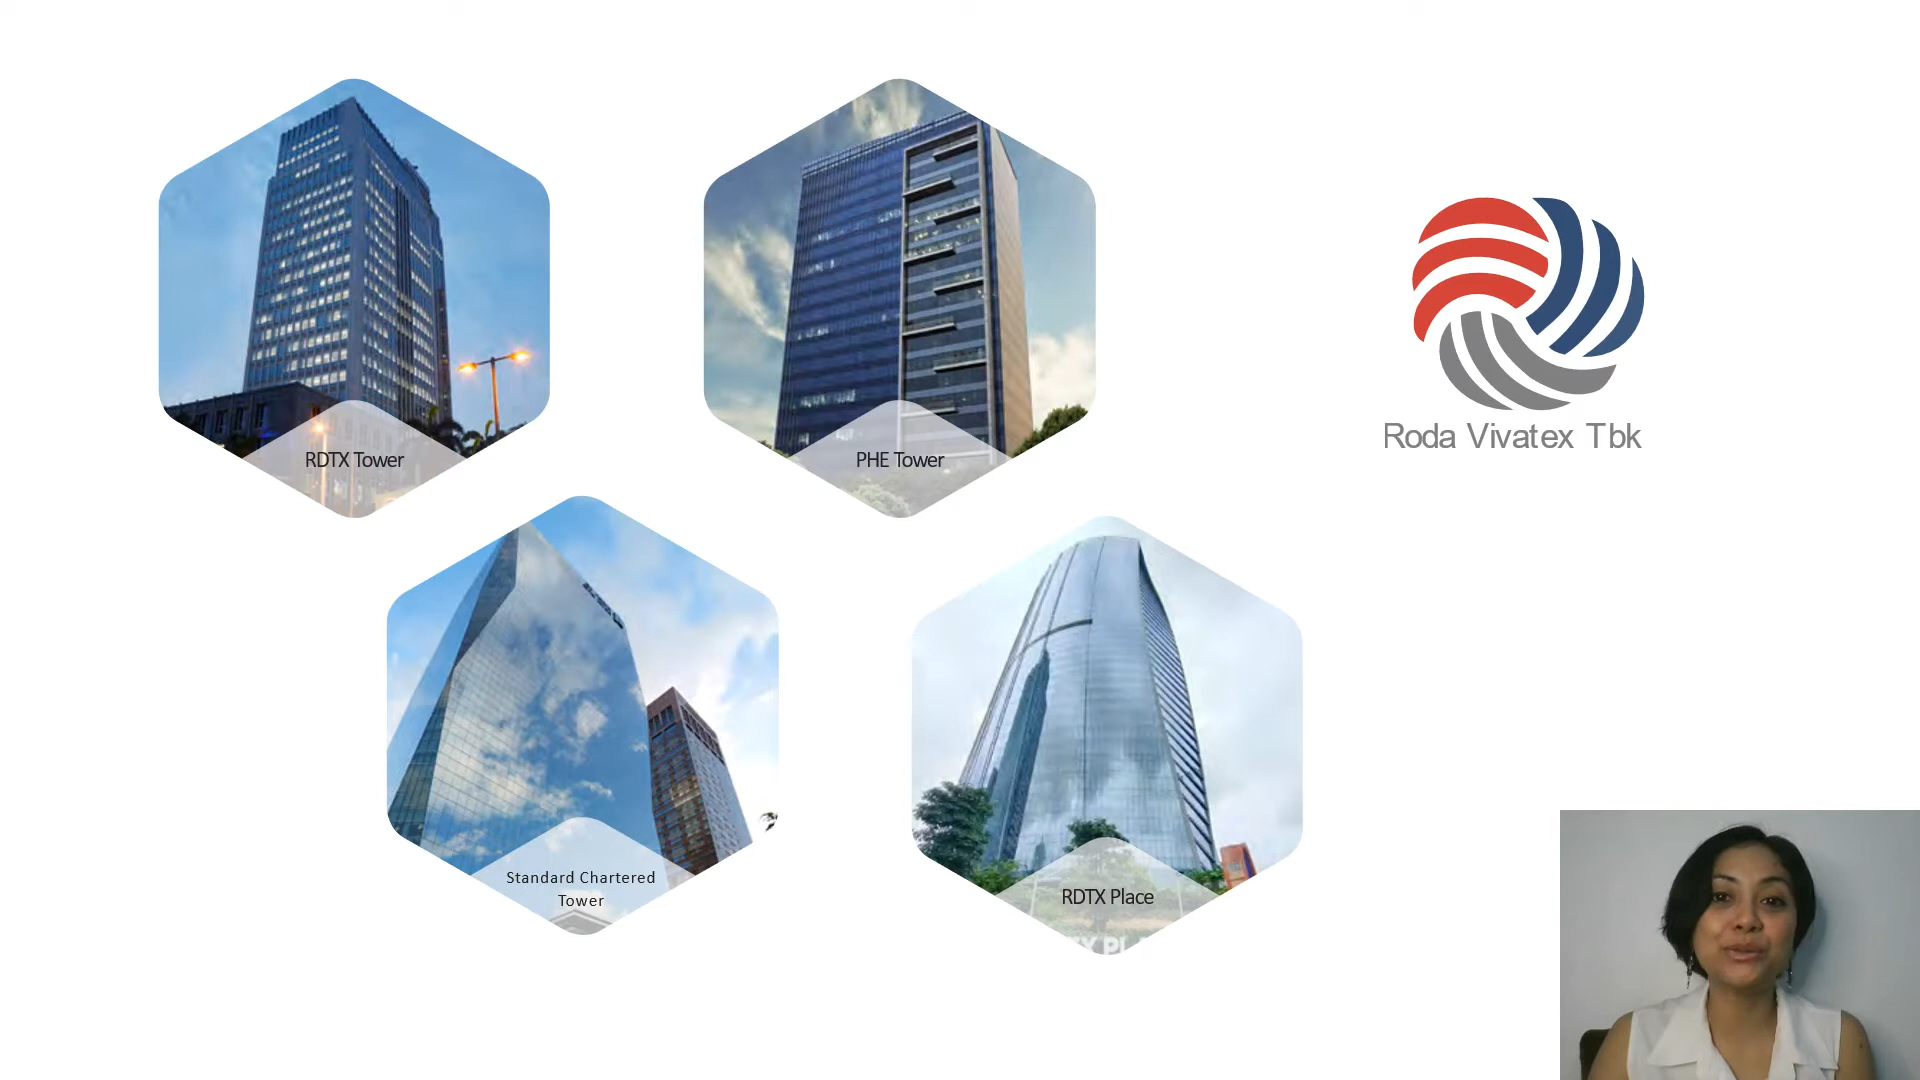 RDTX Tower
PHE Tower
Roda Vivatex Tbk
Standard Chartered
Tower
RDTX Place